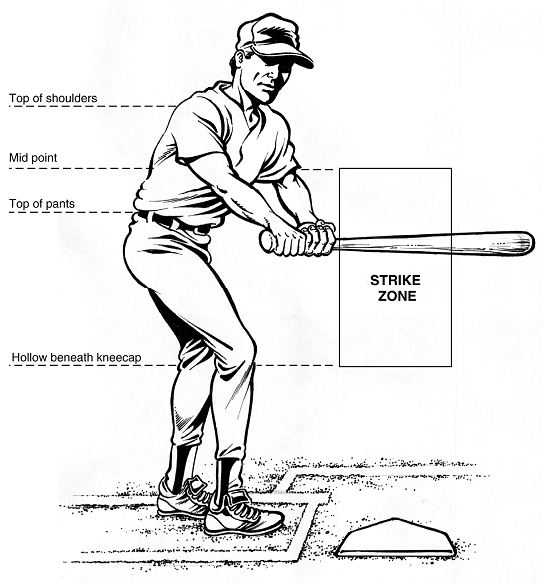 Top of shoulders
Mid point
Top of pants
STRIKE
ZONE
Hollow beneath kneecap